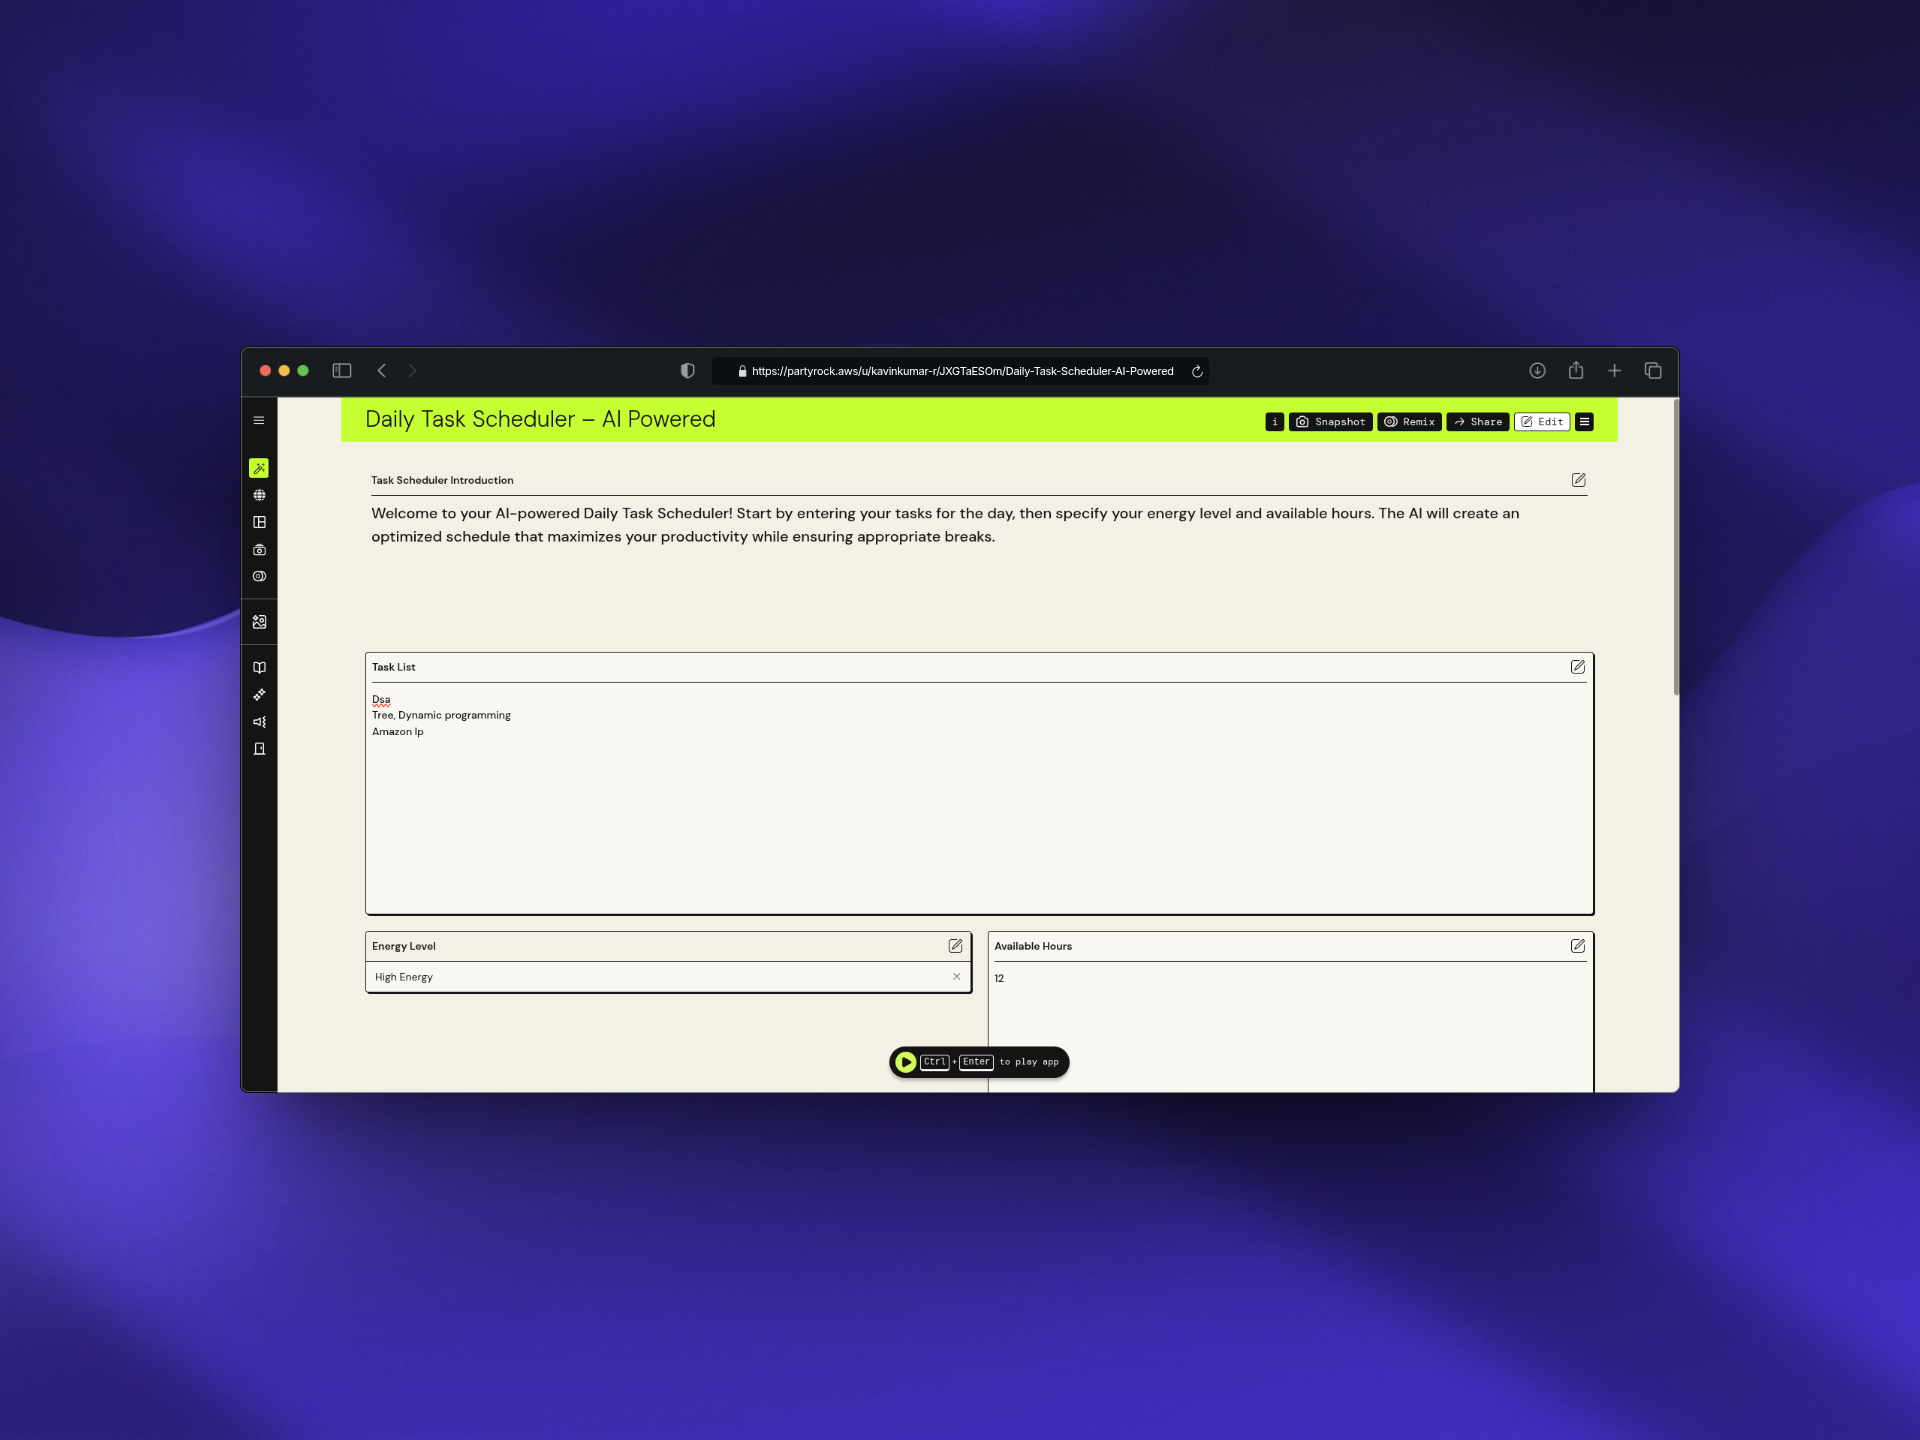 https://partyrock.aws/u/kavinkumar-r/JXGTaESOm/Daily-Task-Scheduler-AI-Powered
Daily Task Scheduler – AI Powered
i Snapshot Remix Share Edit
Task Scheduler Introduction
Welcome to your AI-powered Daily Task Scheduler! Start by entering your tasks for the day, then specify your energy level and available hours. The AI will create an
optimized schedule that maximizes your productivity while ensuring appropriate breaks.
Task List
Dsa
Tree, Dynamic programming
Amazon lp
Energy Level
High Energy
Available Hours
12
Ctrl + Enter to play app